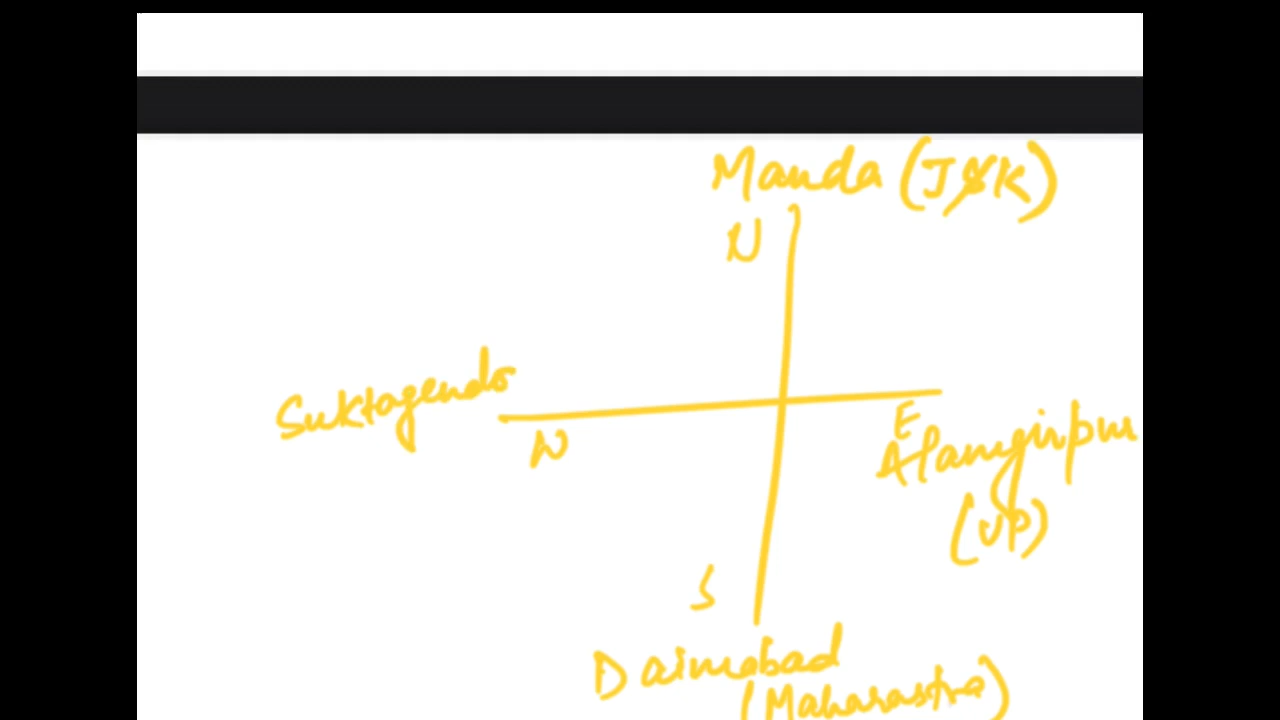 Manda (J&K)
N
Suktagendo
W
E
Alamgirpur
(UP)
S
Daimabad
(Maharastra)